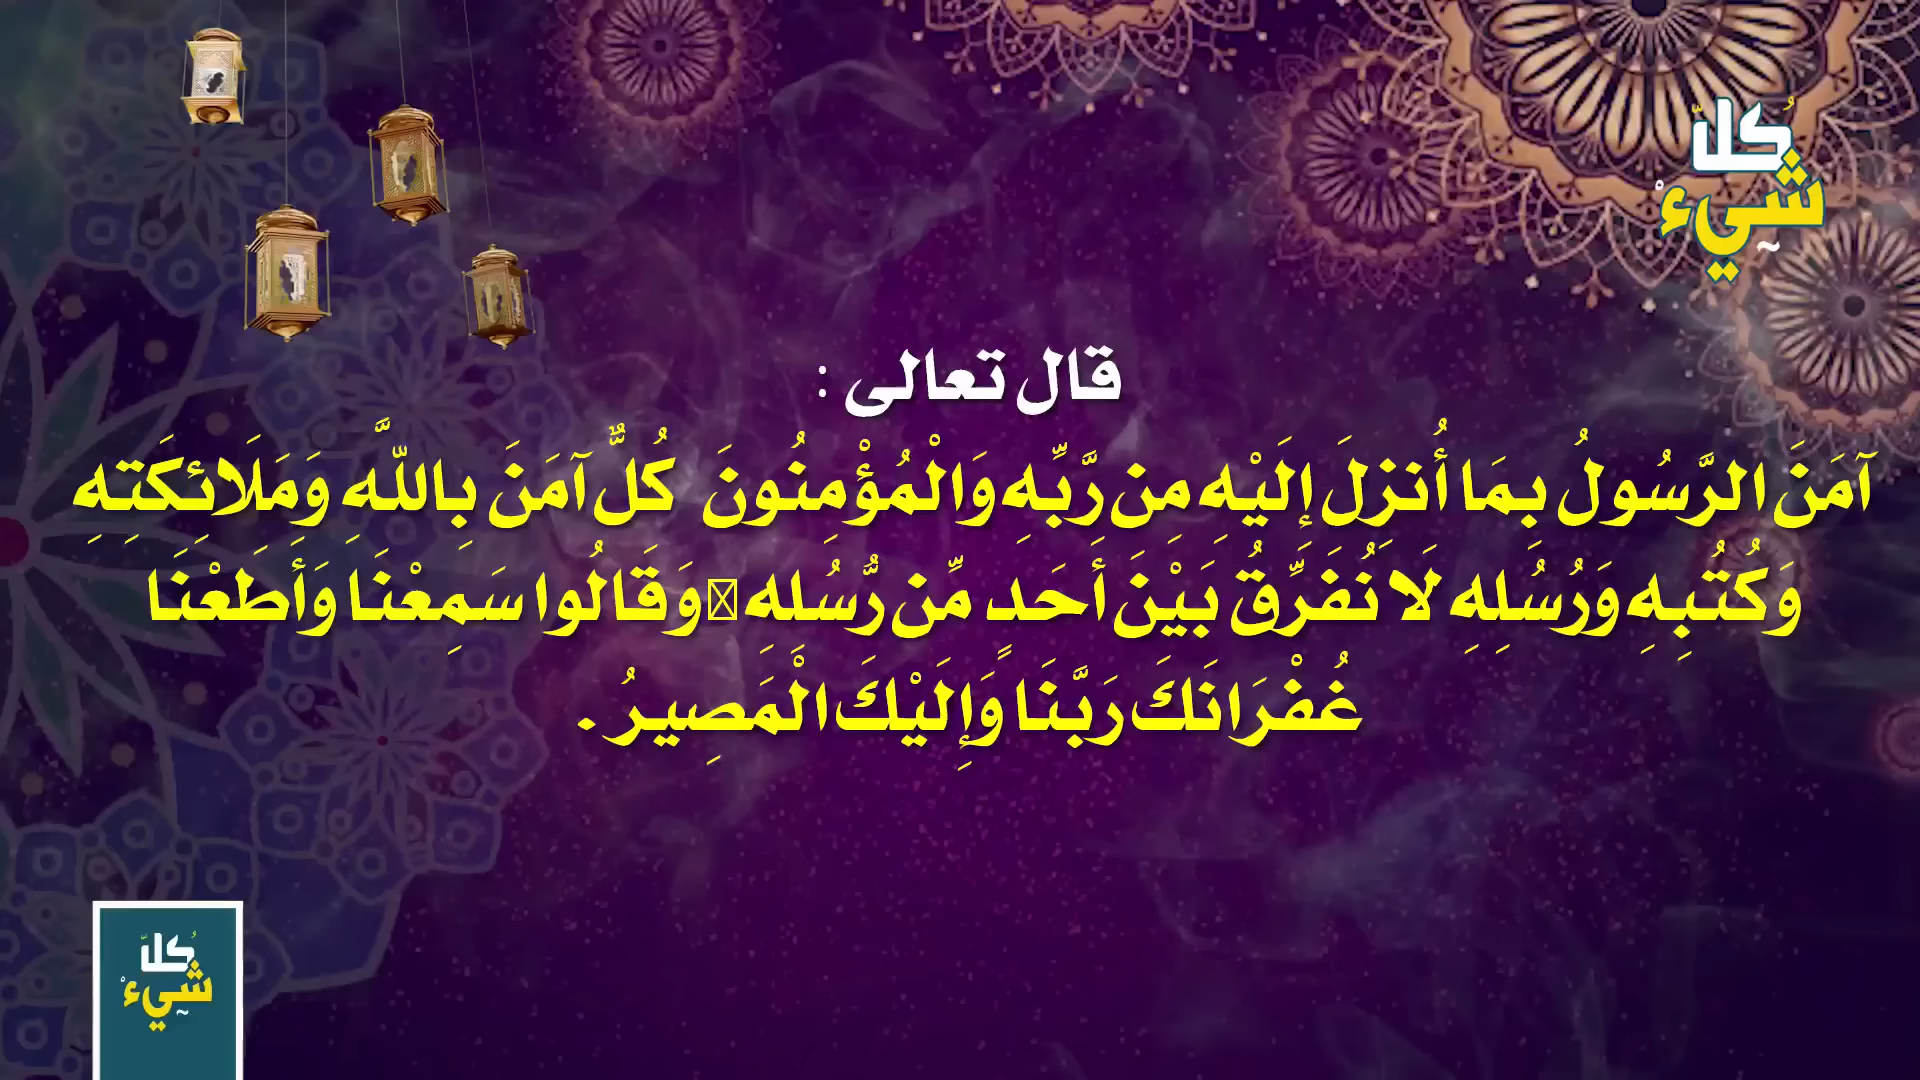 كلّ
شيء
قال تعالى :
آمَنَ الرَّسُولُ بِمَا أُنزِلَ إِلَيْهِ مِن رَّبِّهِ وَالْمُؤْمِنُونَ كُلٌّ آمَنَ بِاللَّهِ وَمَلَائِكَتِهِ
وَكُتُبِهِ وَرُسُلِهِ لَا نُفَرِّقُ بَيْنَ أَحَدٍ مِّن رُّسُلِهِ وَقَالُوا سَمِعْنَا وَأَطَعْنَا
غُفْرَانَكَ رَبَّنَا وَإِلَيْكَ الْمَصِيرُ .
كلّ
شيء